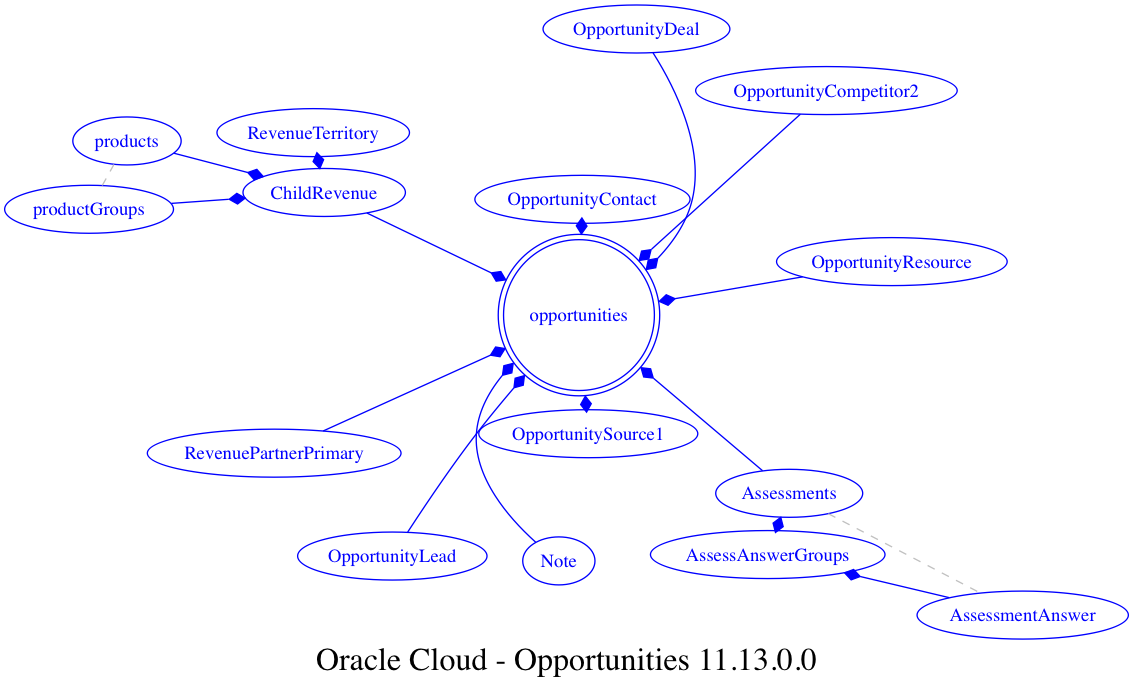 OpportunityDeal
OpportunityCompetitor2
products
RevenueTerritory
ChildRevenue
productGroups
OpportunityContact
OpportunityResource
opportunities
OpportunitySource1
RevenuePartnerPrimary
Assessments
OpportunityLead
Note
AssessAnswerGroups
AssessmentAnswer
Oracle Cloud - Opportunities 11.13.0.0